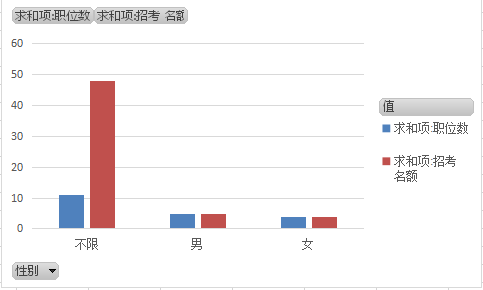 求和项:职位数 求和项:招考 名额
60
50
40
30
20
10
0
不限 男 女
值
求和项:职位数
求和项:招考
名额
性别